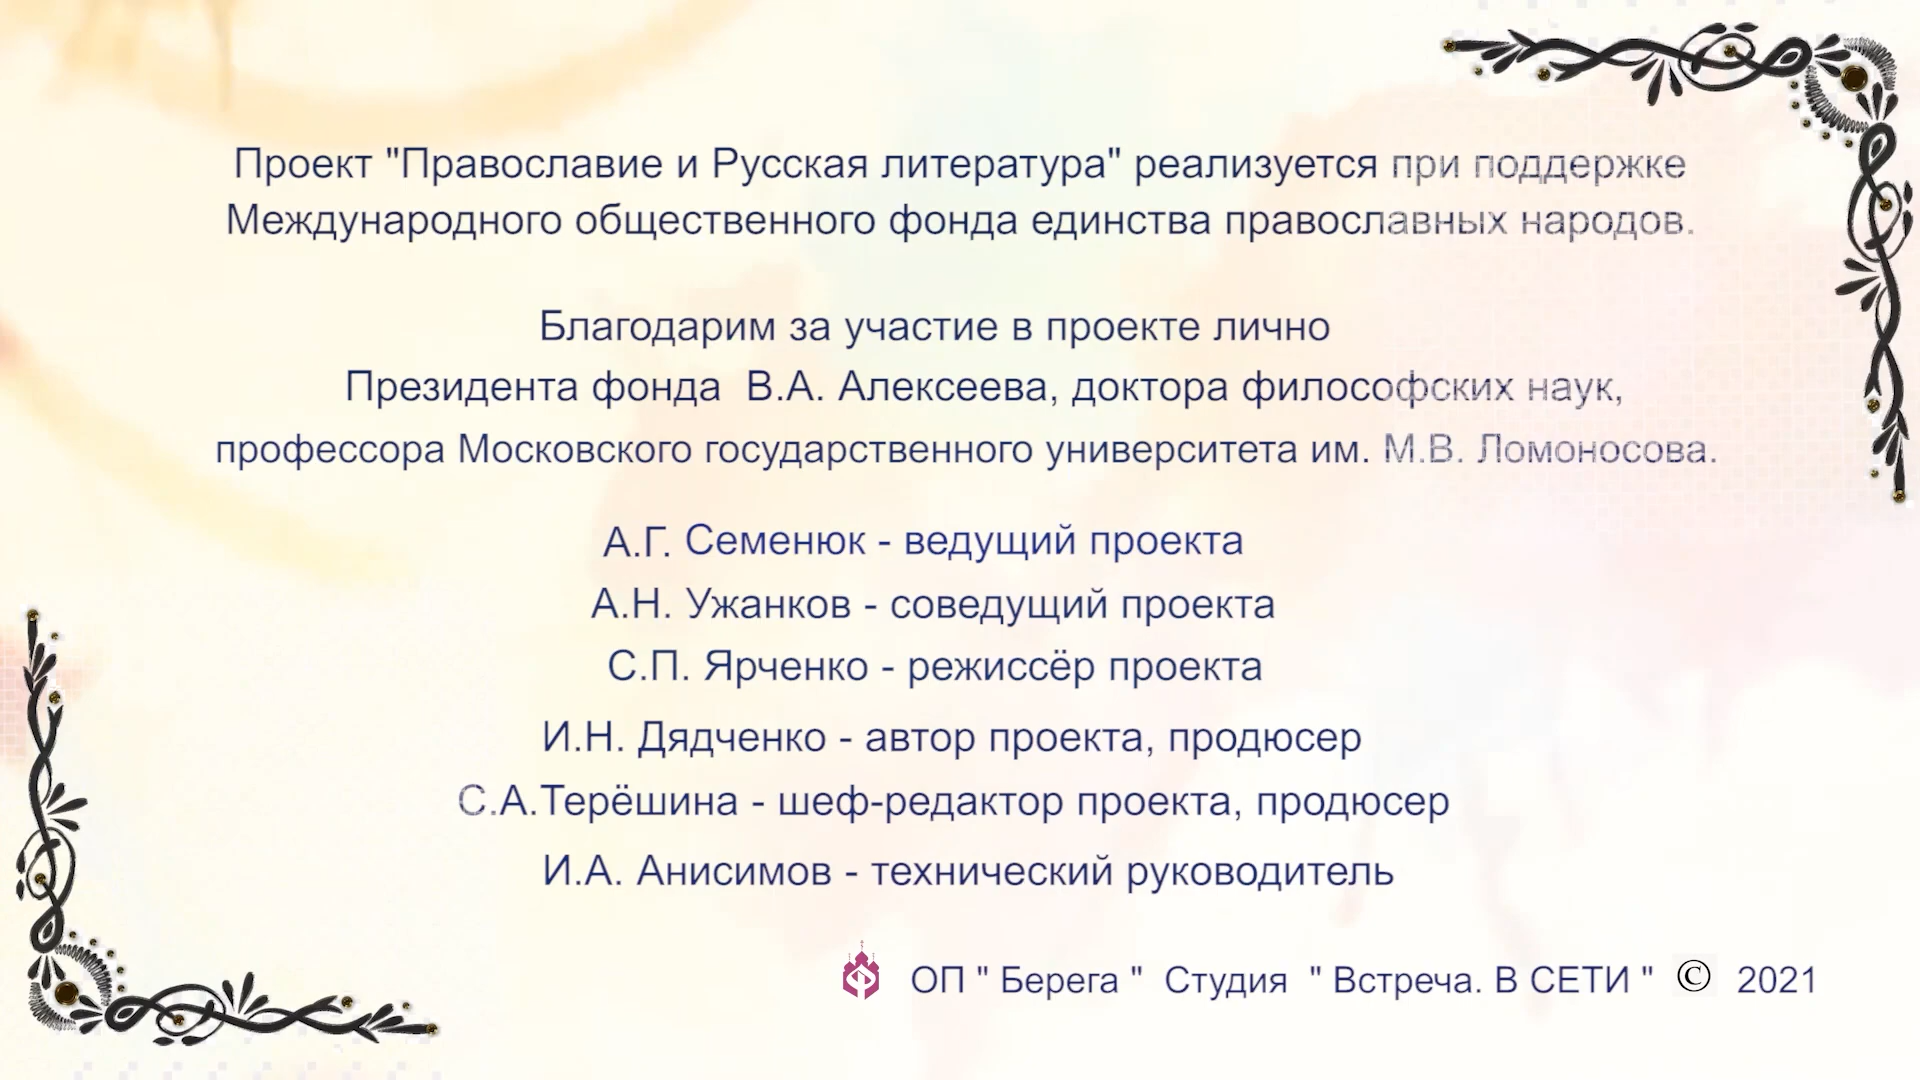 Проект "Православие и Русская литература" реализуется при поддержке
Международного общественного фонда единства православных народов.
Благодарим за участие в проекте лично
Президента фонда В.А. Алексеева, доктора философских наук,
профессора Московского государственного университета им. М.В. Ломоносова.
А.Г. Семенюк - ведущий проекта
А.Н. Ужанков - соведущий проекта
С.П. Ярченко - режиссёр проекта
И.Н. Дядченко - автор проекта, продюсер
С.А.Терёшина - шеф-редактор проекта, продюсер
И.А. Анисимов - технический руководитель
ОП " Берега " Студия " Встреча. В СЕТИ " © 2021